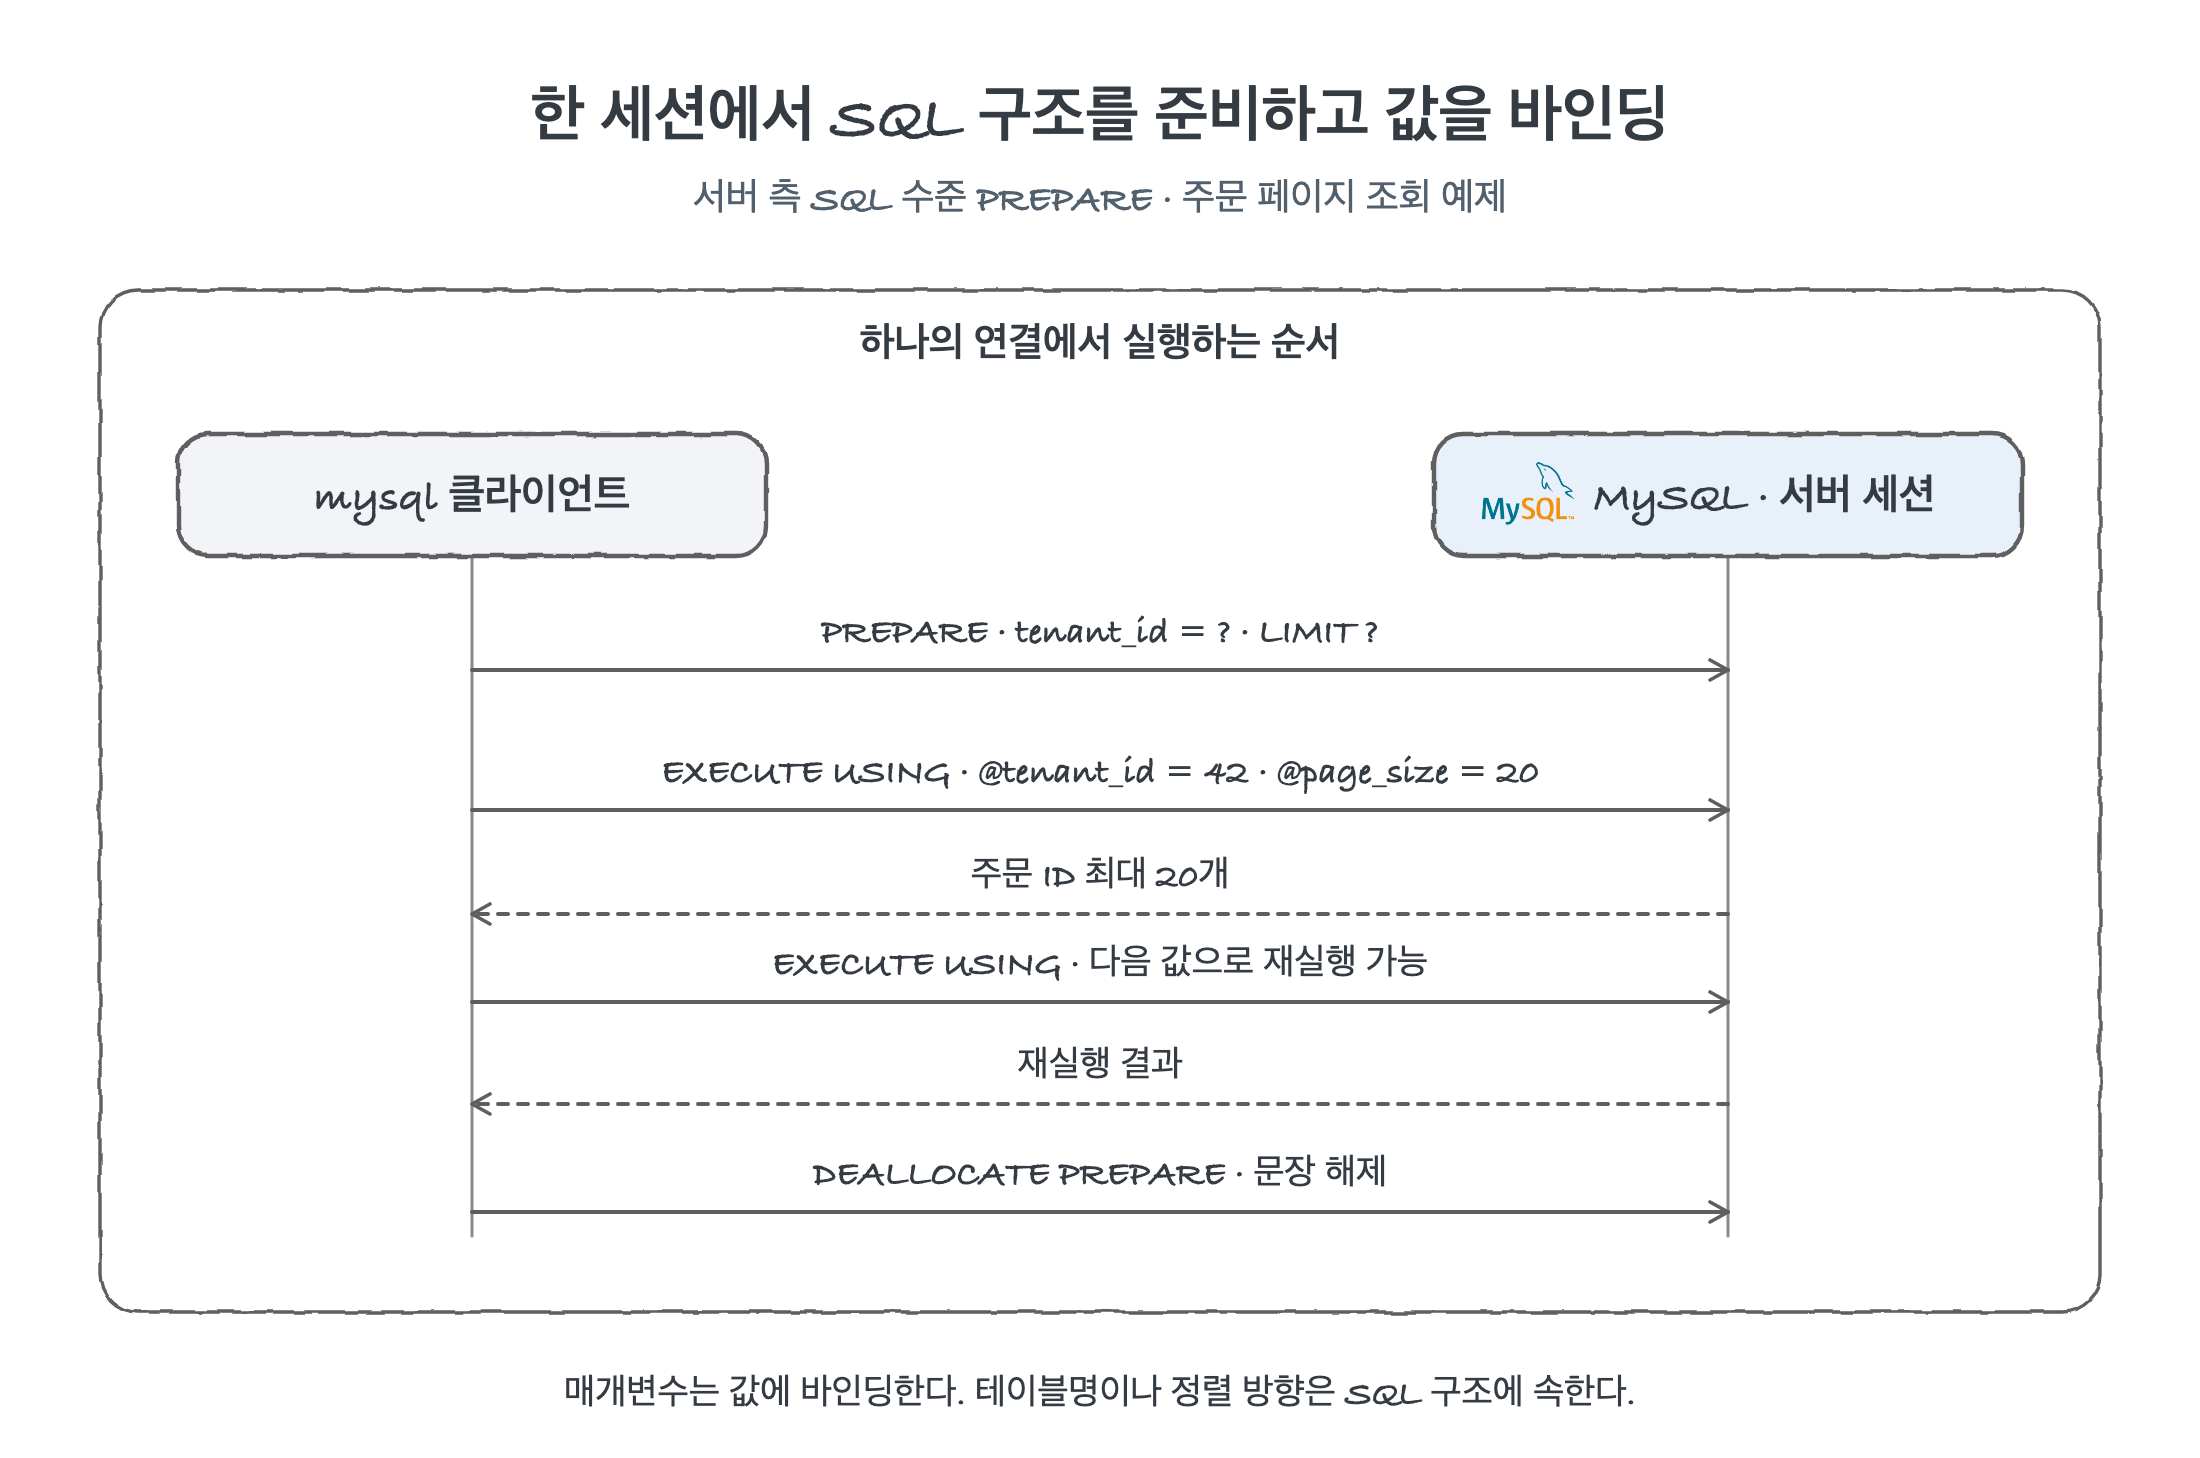 한 세션에서 SQL 구조를 준비하고 값을 바인딩
서버 측 SQL 수준 PREPARE · 주문 페이지 조회 예제
하나의 연결에서 실행하는 순서
mysql 클라이언트
MySQL™ MySQL · 서버 세션
PREPARE · tenant_id = ? · LIMIT ?
EXECUTE USING · @tenant_id = 42 · @page_size = 20
주문 ID 최대 20개
EXECUTE USING · 다음 값으로 재실행 가능
재실행 결과
DEALLOCATE PREPARE · 문장 해제
매개변수는 값에 바인딩한다. 테이블명이나 정렬 방향은 SQL 구조에 속한다.